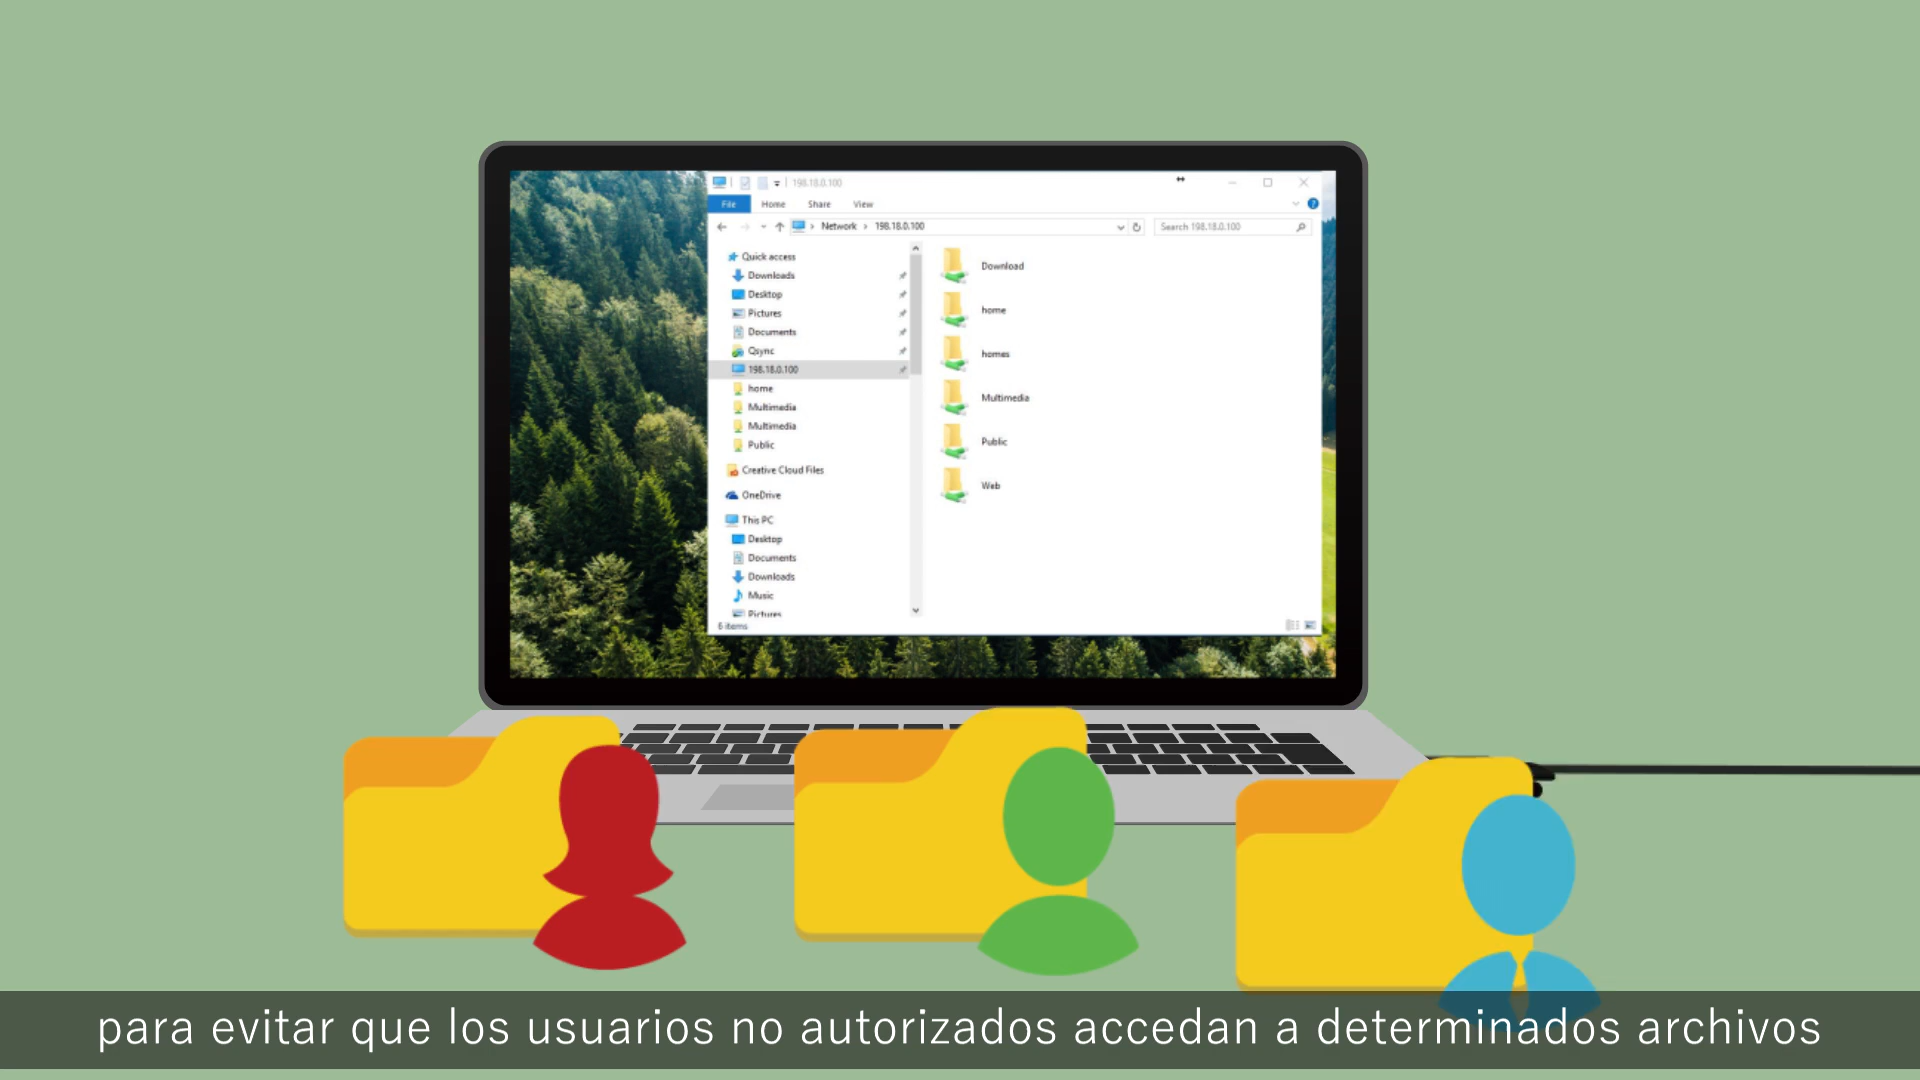 198.18.0.100
File Home Share View
Network 198.18.0.100 Search 198.18.0.100
Quick access
Downloads
Desktop
Pictures
Documents
Qsync
198.18.0.100
home
Multimedia
Multimedia
Public
Creative Cloud Files
OneDrive
This PC
Desktop
Documents
Downloads
Music
Pictures
6 items
Download
home
homes
Multimedia
Public
Web
para evitar que los usuarios no autorizados accedan a determinados archivos